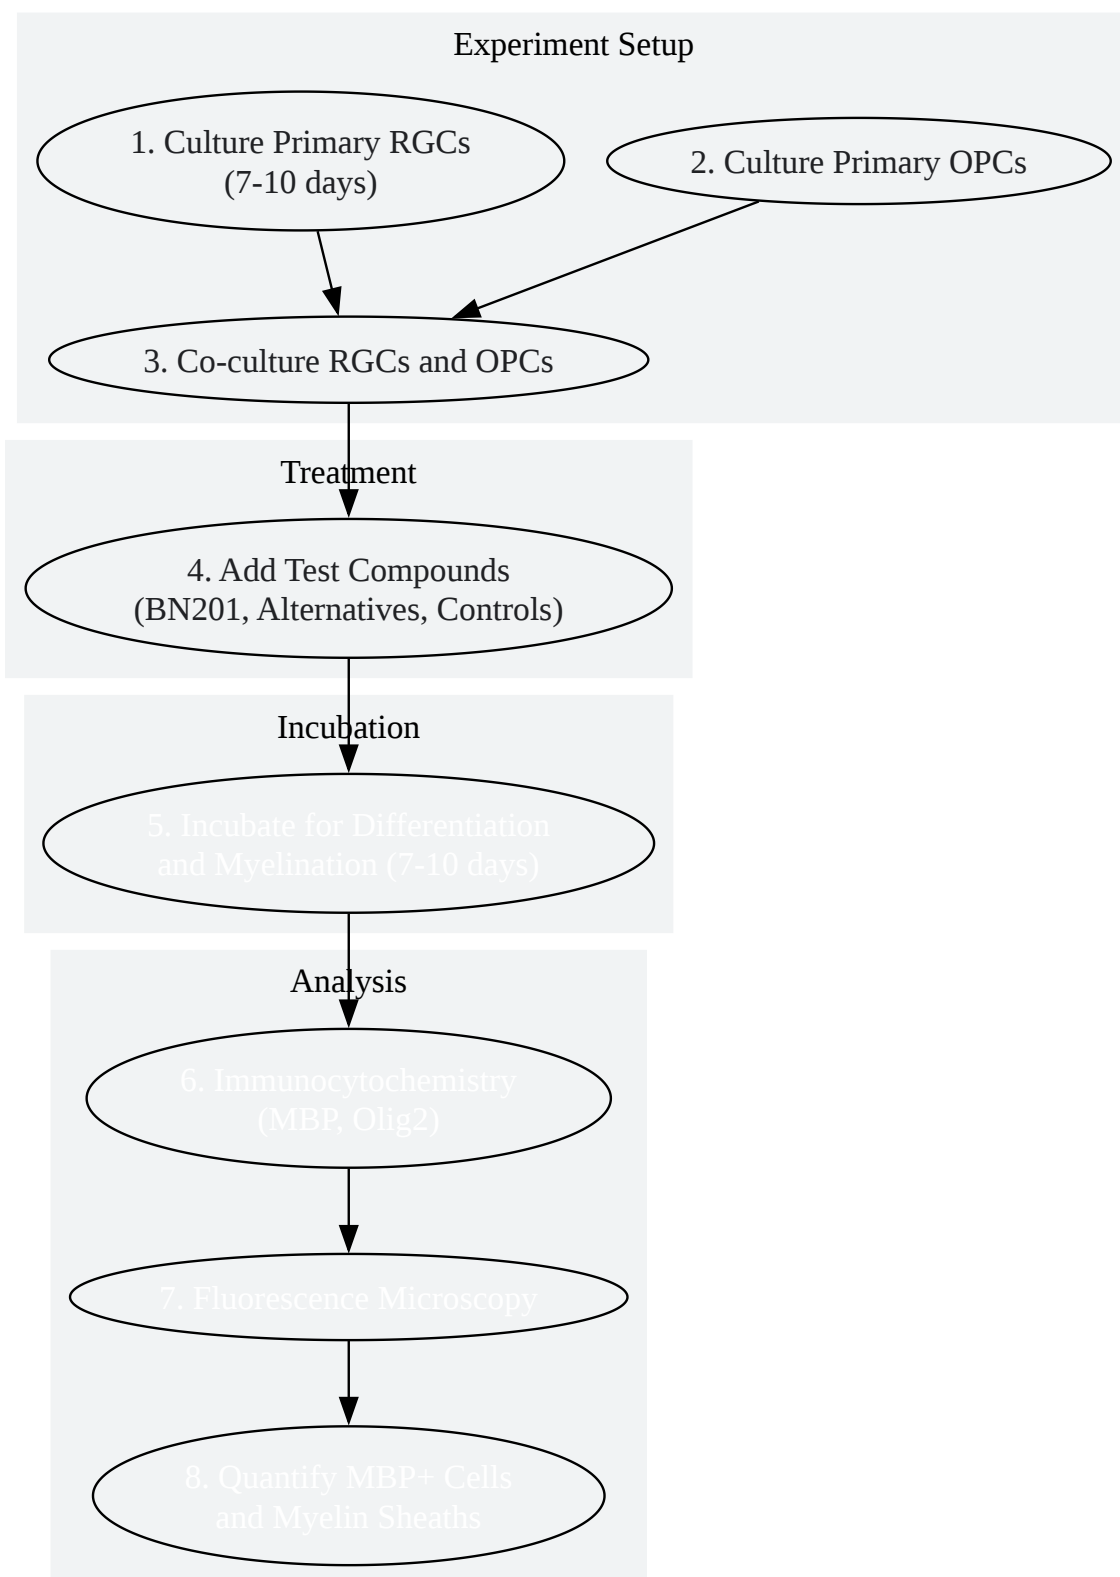 Experiment Setup
1. Culture Primary RGCs
(7-10 days)
2. Culture Primary OPCs
3. Co-culture RGCs and OPCs
Treatment
4. Add Test Compounds
(BN201, Alternatives, Controls)
Incubation
5. Incubate for Differentiation
and Myelination (7-10 days)
Analysis
6. Immunocytochemistry
(MBP, Olig2)
7. Fluorescence Microscopy
8. Quantify MBP+ Cells
and Myelin Sheaths